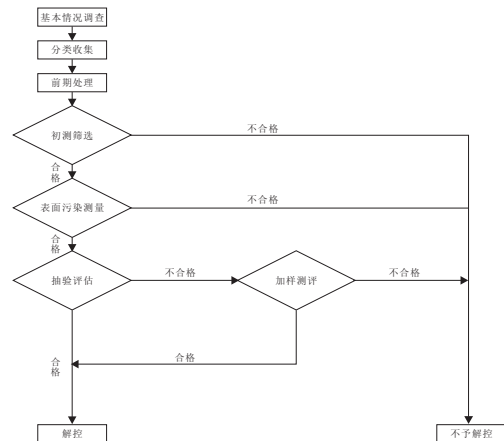 基本情况调查
分类收集
前期处理
初测筛选
不合格
合格
表面污染测量
不合格
合格
抽验评估
不合格
加样测评
不合格
合格
合格
解控
不予解控